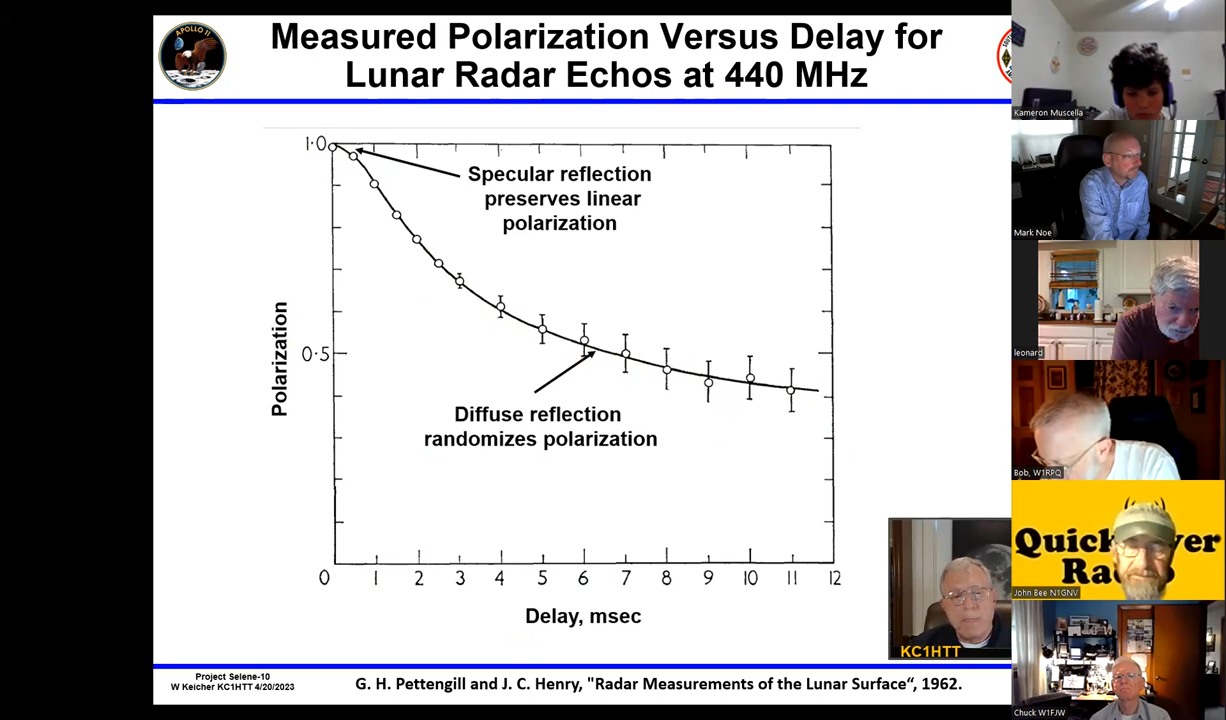 APOLLO 11
Measured Polarization Versus Delay for
Lunar Radar Echos at 440 MHz
1.0
Specular reflection
preserves linear
polarization
0.5
Polarization
Diffuse reflection
randomizes polarization
0 1 2 3 4 5 6 7 8 9 10 11 12
Delay, msec
Project Selene-10
W Keicher KC1HTT 4/20/2023
G. H. Pettengill and J. C. Henry, "Radar Measurements of the Lunar Surface“, 1962.
KC1HTT
Kameron Muscella
Mark Noe
leonard
Bob, W1RPQ
John Bee N1GNV
Chuck W1FJW